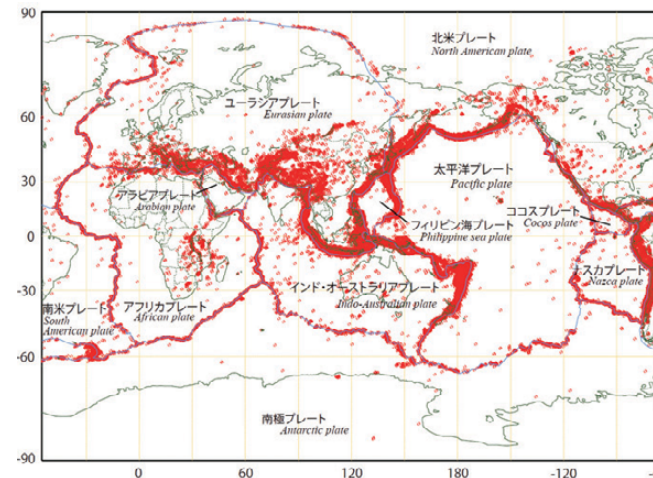 90
60
30
0
-30
-60
-90
0
60
120
180
-120
北米プレート
North American plate
ユーラシアプレート
Eurasian plate
太平洋プレート
Pacific plate
アラビアプレート
Arabian plate
フィリピン海プレート
Philippine sea plate
ココスプレート
Cocos plate
インド・オーストラリアプレート
Indo-Australian plate
ナスカプレート
Nazca plate
南米プレート
South
American plate
アフリカプレート
African plate
南極プレート
Antarctic plate